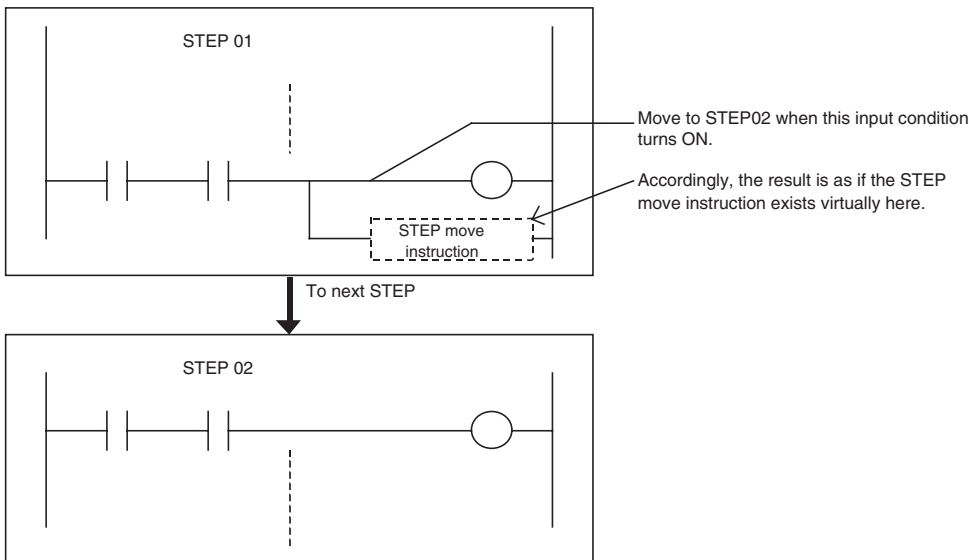 STEP 01
Move to STEP02 when this input condition
turns ON.
Accordingly, the result is as if the STEP
move instruction exists virtually here.
STEP move
instruction
To next STEP
STEP 02